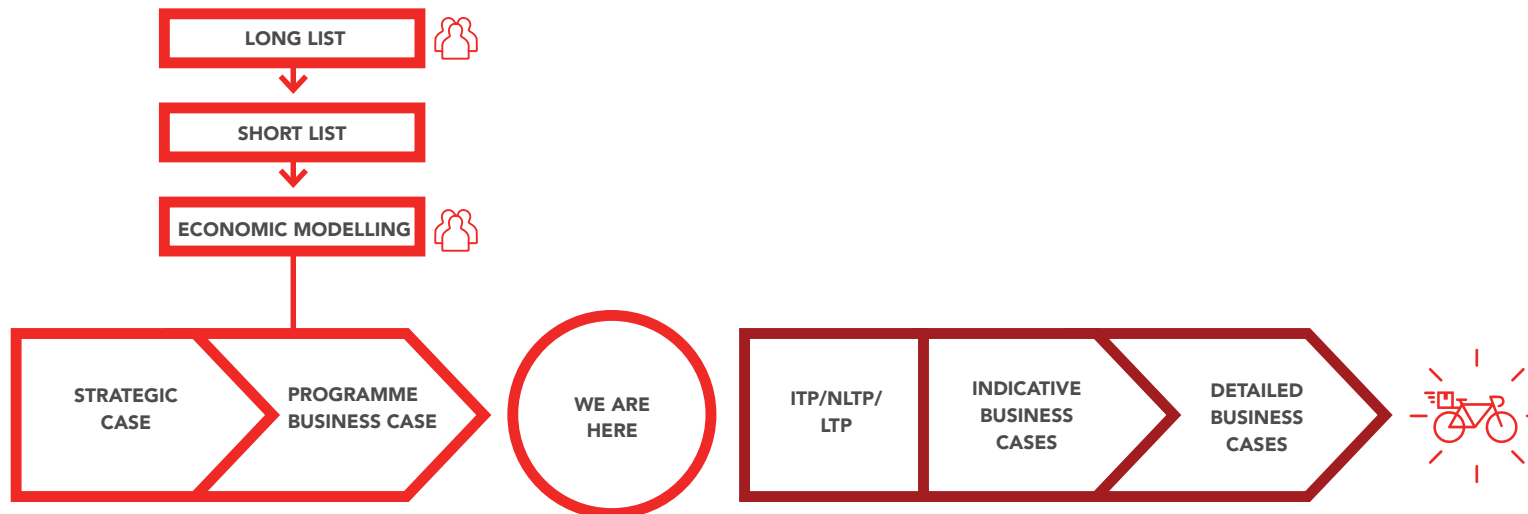 LONG LIST
SHORT LIST
ECONOMIC MODELLING
STRATEGIC
CASE
PROGRAMME
BUSINESS CASE
WE ARE
HERE
ITP/NLTP/
LTP
INDICATIVE
BUSINESS
CASES
DETAILED
BUSINESS
CASES